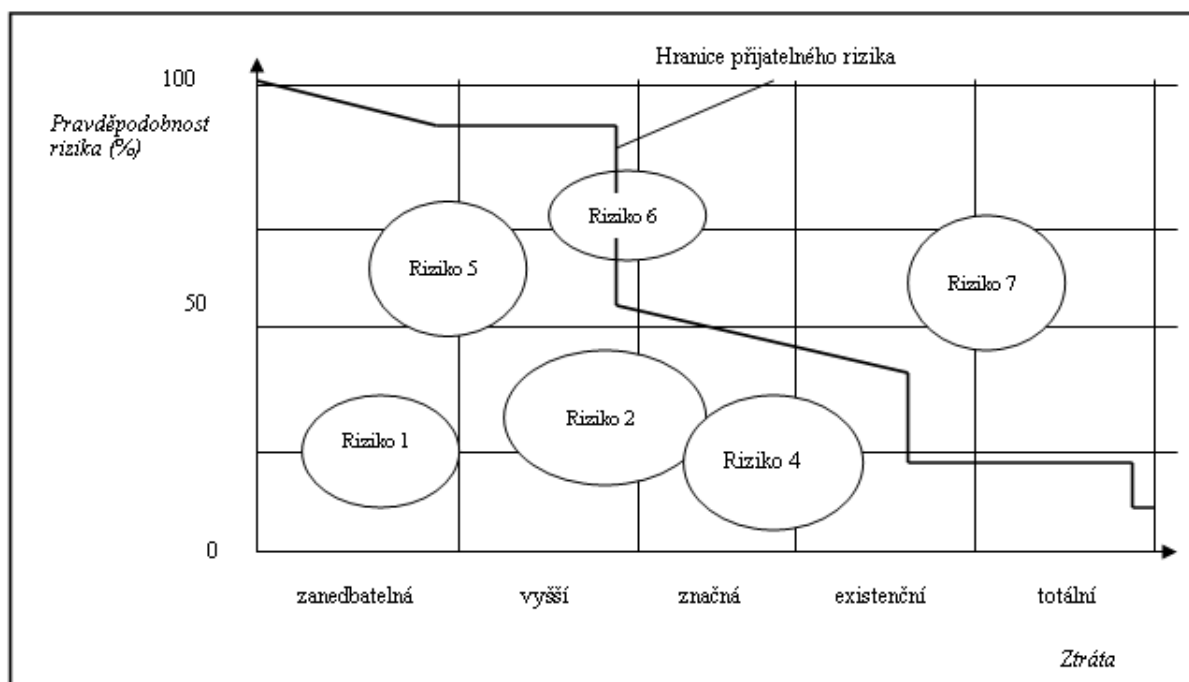 Hranice přijatelného rizika
100
Pravděpodobnost
rizika (%)
Riziko 6
Riziko 5
Riziko 7
50
Riziko 2
Riziko 1
Riziko 4
0
zanedbatelná vyšší značná existenční totální
Ztráta